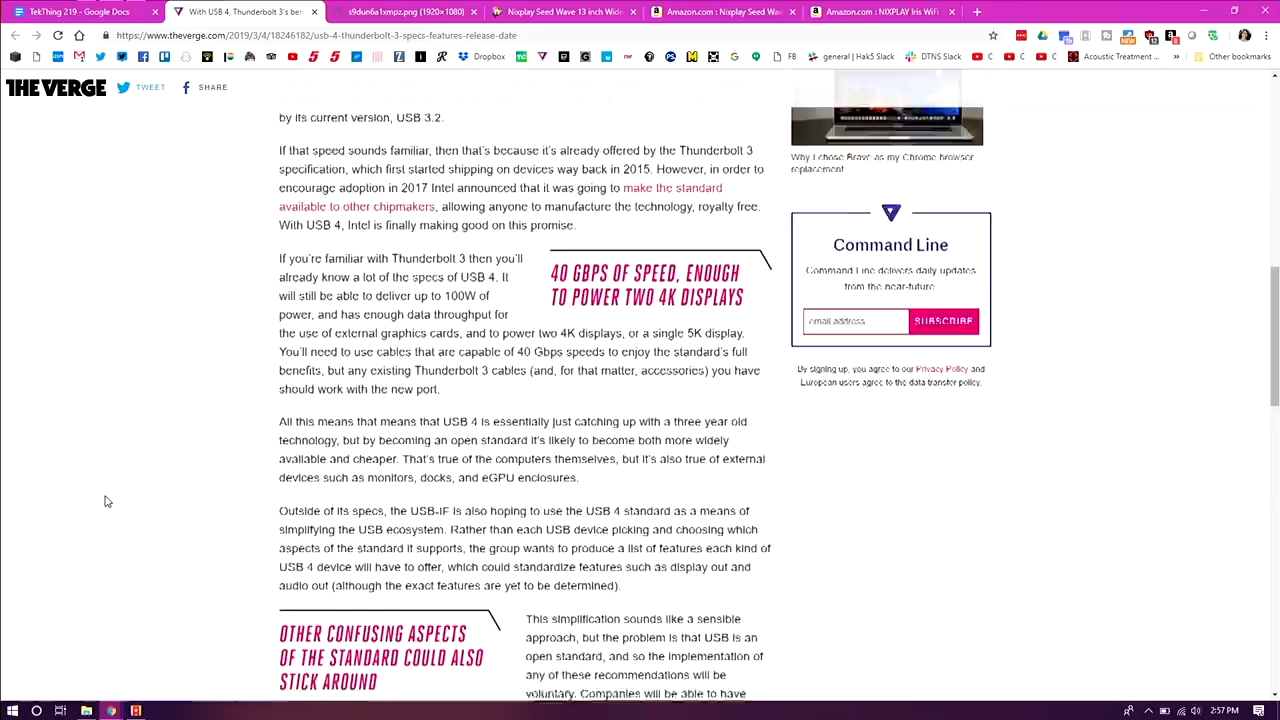 TekThing 229 - Google Docs
With USB 4, Thunderbolt 3's ben
s9dun6a1xmpz.png (1920×1080)
Nixplay Seed Wave 13 inch Wide
Amazon.com : Nixplay Seed Wav
Amazon.com : NIXPLAY Iris WiFi
https://www.theverge.com/2019/3/4/18246182/usb-4-thunderbolt-3-specs-features-release-date
Dropbox
FB
general | Hak5 Slack
DTNS Slack
C
C
C
Acoustic Treatment ...
»
Other bookmarks
THE VERGE
TWEET
SHARE
by its current version, USB 3.2.
If that speed sounds familiar, then that's because it's already offered by the Thunderbolt 3
specification, which first started shipping on devices way back in 2015. However, in order to
encourage adoption in 2017 Intel announced that it was going to make the standard
available to other chipmakers, allowing anyone to manufacture the technology, royalty free.
With USB 4, Intel is finally making good on this promise.
If you're familiar with Thunderbolt 3 then you'll
already know a lot of the specs of USB 4. It
will still be able to deliver up to 100W of
power, and has enough data throughput for
the use of external graphics cards, and to power two 4K displays, or a single 5K display.
You'll need to use cables that are capable of 40 Gbps speeds to enjoy the standard's full
benefits, but any existing Thunderbolt 3 cables (and, for that matter, accessories) you have
should work with the new port.
40 GBPS OF SPEED, ENOUGH
TO POWER TWO 4K DISPLAYS
All this means that means that USB 4 is essentially just catching up with a three year old
technology, but by becoming an open standard it's likely to become both more widely
available and cheaper. That's true of the computers themselves, but it's also true of external
devices such as monitors, docks, and eGPU enclosures.
Outside of its specs, the USB-IF is also hoping to use the USB 4 standard as a means of
simplifying the USB ecosystem. Rather than each USB device picking and choosing which
aspects of the standard it supports, the group wants to produce a list of features each kind of
USB 4 device will have to offer, which could standardize features such as display out and
audio out (although the exact features are yet to be determined).
OTHER CONFUSING ASPECTS
OF THE STANDARD COULD ALSO
STICK AROUND
This simplification sounds like a sensible
approach, but the problem is that USB is an
open standard, and so the implementation of
any of these recommendations will be
voluntary. Companies will be able to have
Why I chose Brave as my Chrome browser
replacement
Command Line
Command Line delivers daily updates
from the near-future.
email address
SUBSCRIBE
By signing up, you agree to our Privacy Policy and
European users agree to the data transfer policy.
2:57 PM